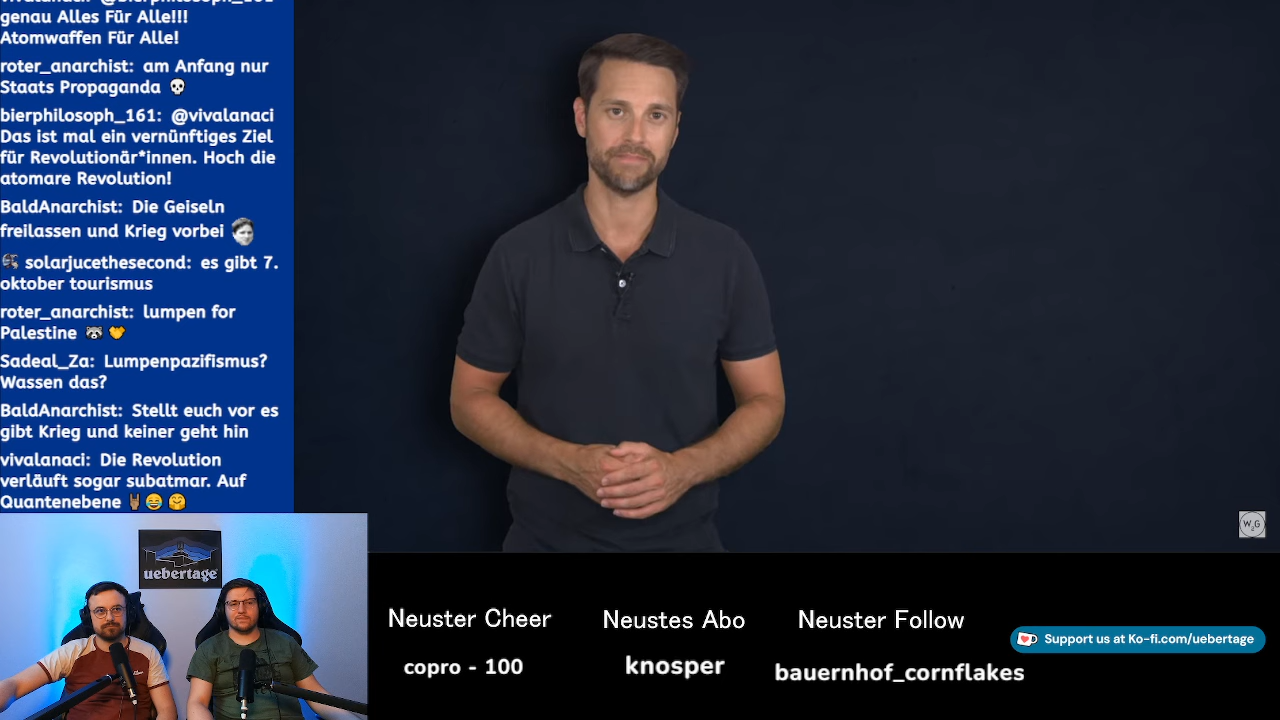 genau Alles Für Alle!!!
Atomwaffen Für Alle!
roter_anarchist: am Anfang nur
Staats Propaganda 💀
bierphilosoph_161: @vivalanaci
Das ist mal ein vernünftiges Ziel
für Revolutionär*innen. Hoch die
atomare Revolution!
BaldAnarchist: Die Geiseln
freilassen und Krieg vorbei
solarjucethesecond: es gibt 7.
oktober tourismus
roter_anarchist: lumpen for
Palestine 🦝
Sadeal_Za: Lumpenpazifismus?
Wassen das?
BaldAnarchist: Stellt euch vor es
gibt Krieg und keiner geht hin
vivalanaci: Die Revolution
verläuft sogar subatmar. Auf
Quantenebene 🤘🏾😂🤗
W2G
uebertage
Neuster Cheer
copro - 100
Neustes Abo
knosper
Neuster Follow
bauernhof_cornflakes
Support us at Ko-fi.com/uebertage